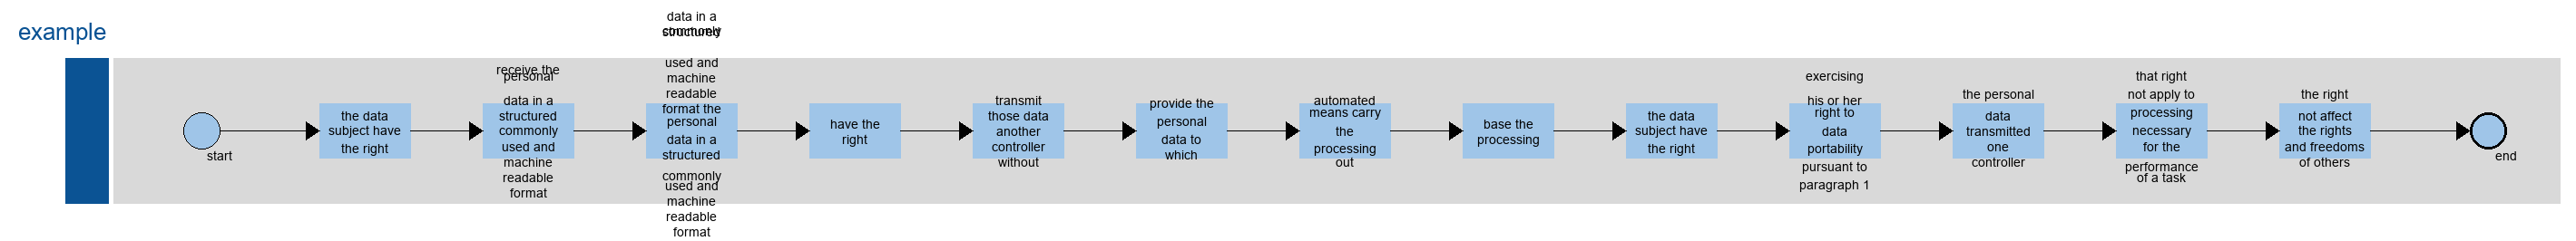 example
start
the data
subject have
the right
receive the
personal
data in a
structured
commonly
used and
machine
readable
format
data in a
structured
commonly
used and
machine
readable
format the
personal
data in a
structured
commonly
used and
machine
readable
format
have the
right
transmit
those data
another
controller
without
provide the
personal
data to
which
automated
means carry
the
processing
out
base the
processing
the data
subject have
the right
exercising
his or her
right to
data
portability
pursuant to
paragraph 1
the personal
data
transmitted
one
controller
that right
not apply to
processing
necessary
for the
performance
of a task
the right
not affect
the rights
and freedoms
of others
end